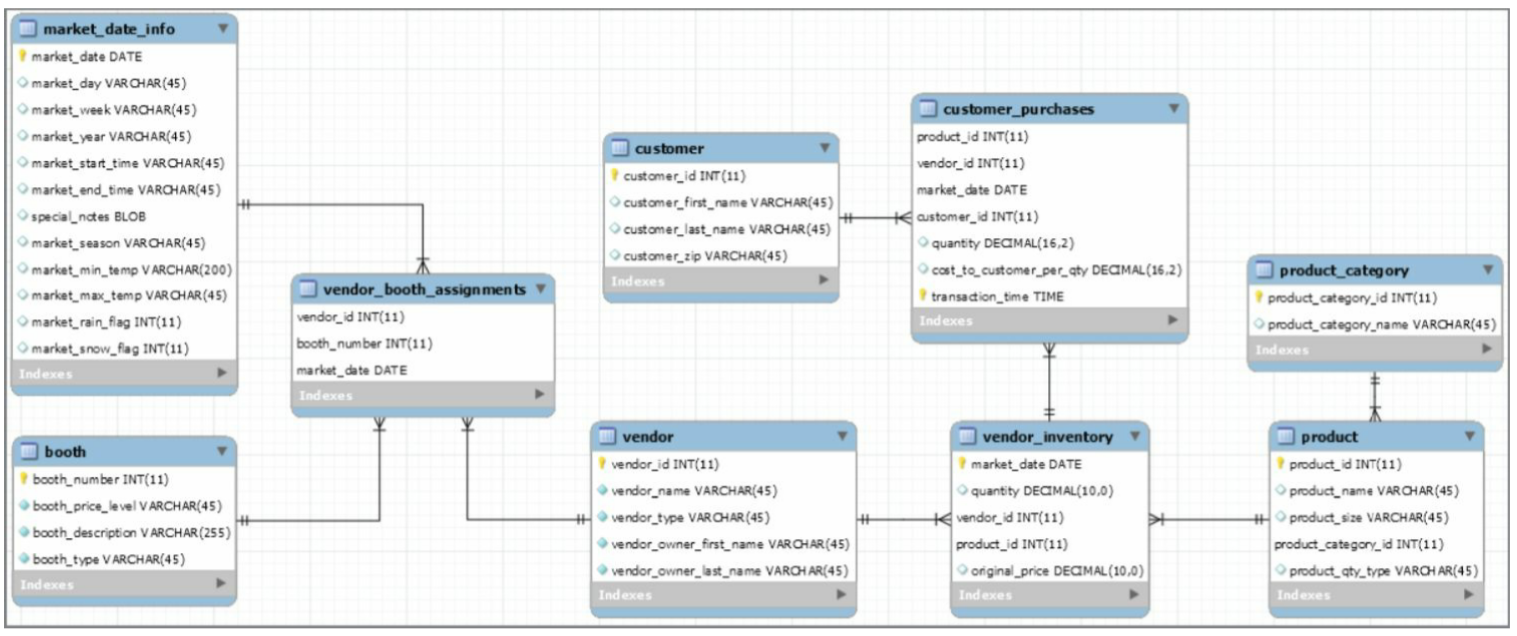 market_date_info
market_date DATE
market_day VARCHAR(45)
market_week VARCHAR(45)
market_year VARCHAR(45)
market_start_time VARCHAR(45)
market_end_time VARCHAR(45)
special_notes BLOB
market_season VARCHAR(45)
market_min_temp VARCHAR(200)
market_max_temp VARCHAR(45)
market_rain_flag INT(11)
market_snow_flag INT(11)
Indexes
booth
booth_number INT(11)
booth_price_level VARCHAR(45)
booth_description VARCHAR(255)
booth_type VARCHAR(45)
Indexes
vendor_booth_assignments
vendor_id INT(11)
booth_number INT(11)
market_date DATE
Indexes
customer
customer_id INT(11)
customer_first_name VARCHAR(45)
customer_last_name VARCHAR(45)
customer_zip VARCHAR(45)
Indexes
vendor
vendor_id INT(11)
vendor_name VARCHAR(45)
vendor_type VARCHAR(45)
vendor_owner_first_name VARCHAR(45)
vendor_owner_last_name VARCHAR(45)
Indexes
customer_purchases
product_id INT(11)
vendor_id INT(11)
market_date DATE
customer_id INT(11)
quantity DECIMAL(16,2)
cost_to_customer_per_qty DECIMAL(16,2)
transaction_time TIME
Indexes
vendor_inventory
market_date DATE
quantity DECIMAL(10,0)
vendor_id INT(11)
product_id INT(11)
original_price DECIMAL(10,0)
Indexes
product_category
product_category_id INT(11)
product_category_name VARCHAR(45)
Indexes
product
product_id INT(11)
product_name VARCHAR(45)
product_size VARCHAR(45)
product_category_id INT(11)
product_qty_type VARCHAR(45)
Indexes